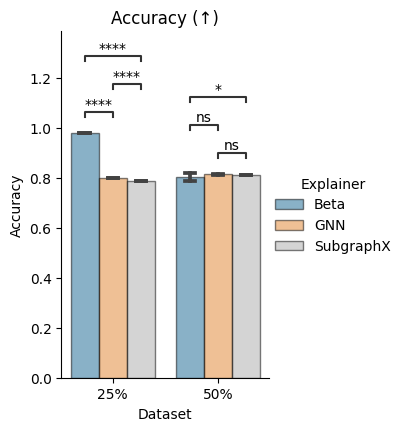 Accuracy (↑)
****
****
****
*
ns
ns
1.2
1.0
0.8
0.6
0.4
0.2
0.0
Accuracy
25%
50%
Dataset
Explainer
Beta
GNN
SubgraphX